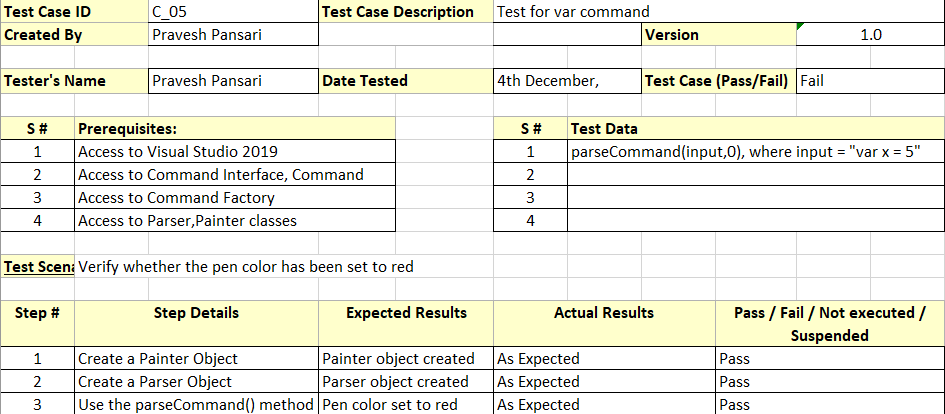 Test Case ID C_05 Test Case Description Test for var command
Created By Pravesh Pansari Version 1.0
Tester's Name Pravesh Pansari Date Tested 4th December, Test Case (Pass/Fail) Fail
S # Prerequisites: S # Test Data
1 Access to Visual Studio 2019 1 parseCommand(input,0), where input = "var x = 5"
2 Access to Command Interface, Command 2
3 Access to Command Factory 3
4 Access to Parser,Painter classes 4
Test Scena Verify whether the pen color has been set to red
Step # Step Details Expected Results Actual Results Pass / Fail / Not executed /
Suspended
1 Create a Painter Object Painter object created As Expected Pass
2 Create a Parser Object Parser object created As Expected Pass
3 Use the parseCommand() method Pen color set to red As Expected Pass